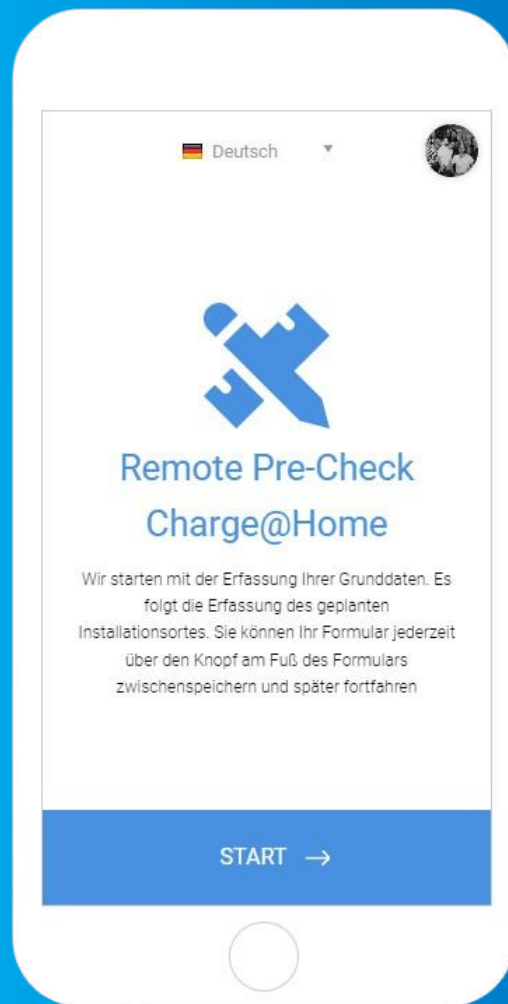 Deutsch
Remote Pre-Check
Charge@Home
Wir starten mit der Erfassung Ihrer Grunddaten. Es
folgt die Erfassung des geplanten
Installationsortes. Sie können Ihr Formular jederzeit
über den Knopf am Fuß des Formulars
zwischenspeichern und später fortfahren
START →